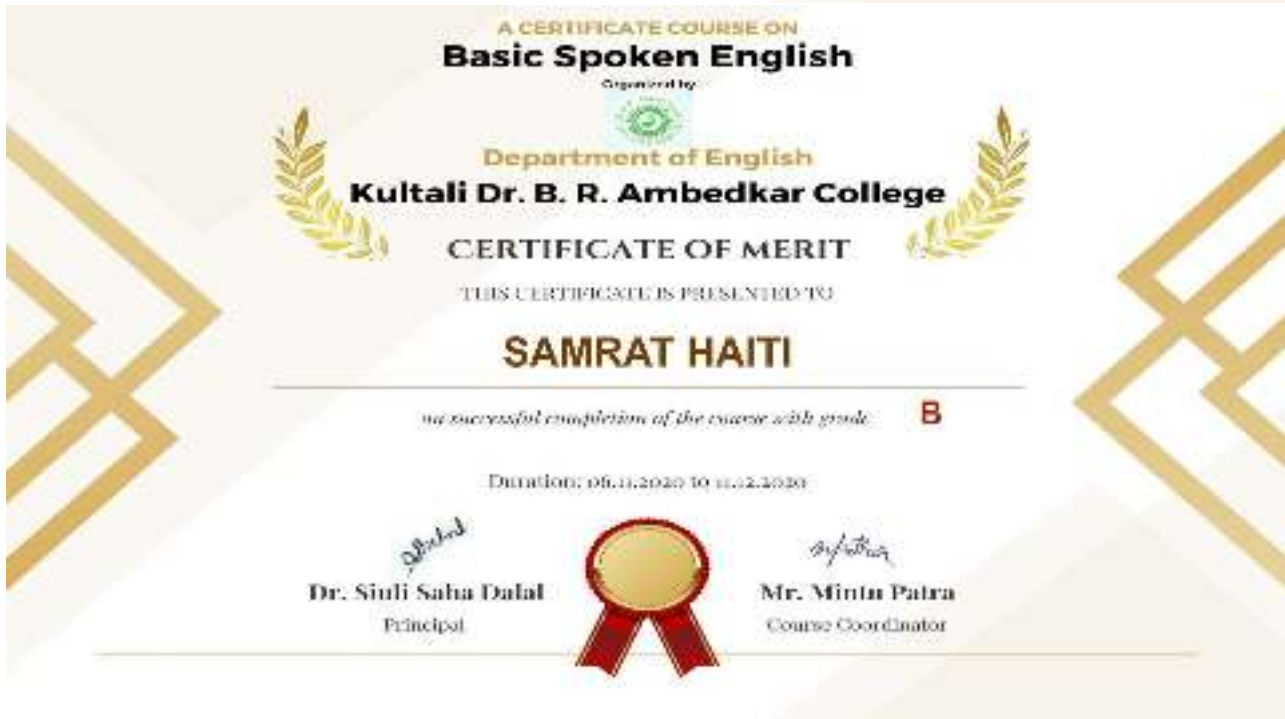 A CERTIFICATE COURSE ON
Basic Spoken English
Organized by
Department of English
Kultali Dr. B. R. Ambedkar College
CERTIFICATE OF MERIT
THIS CERTIFICATE IS PRESENTED TO
SAMRAT HAITI
on successful completion of the course with grade B
Duration: 06.11.2020 to 11.12.2020
Dr. Siuli Saha Dalal Mr. Mintu Patra
Principal Course Coordinator